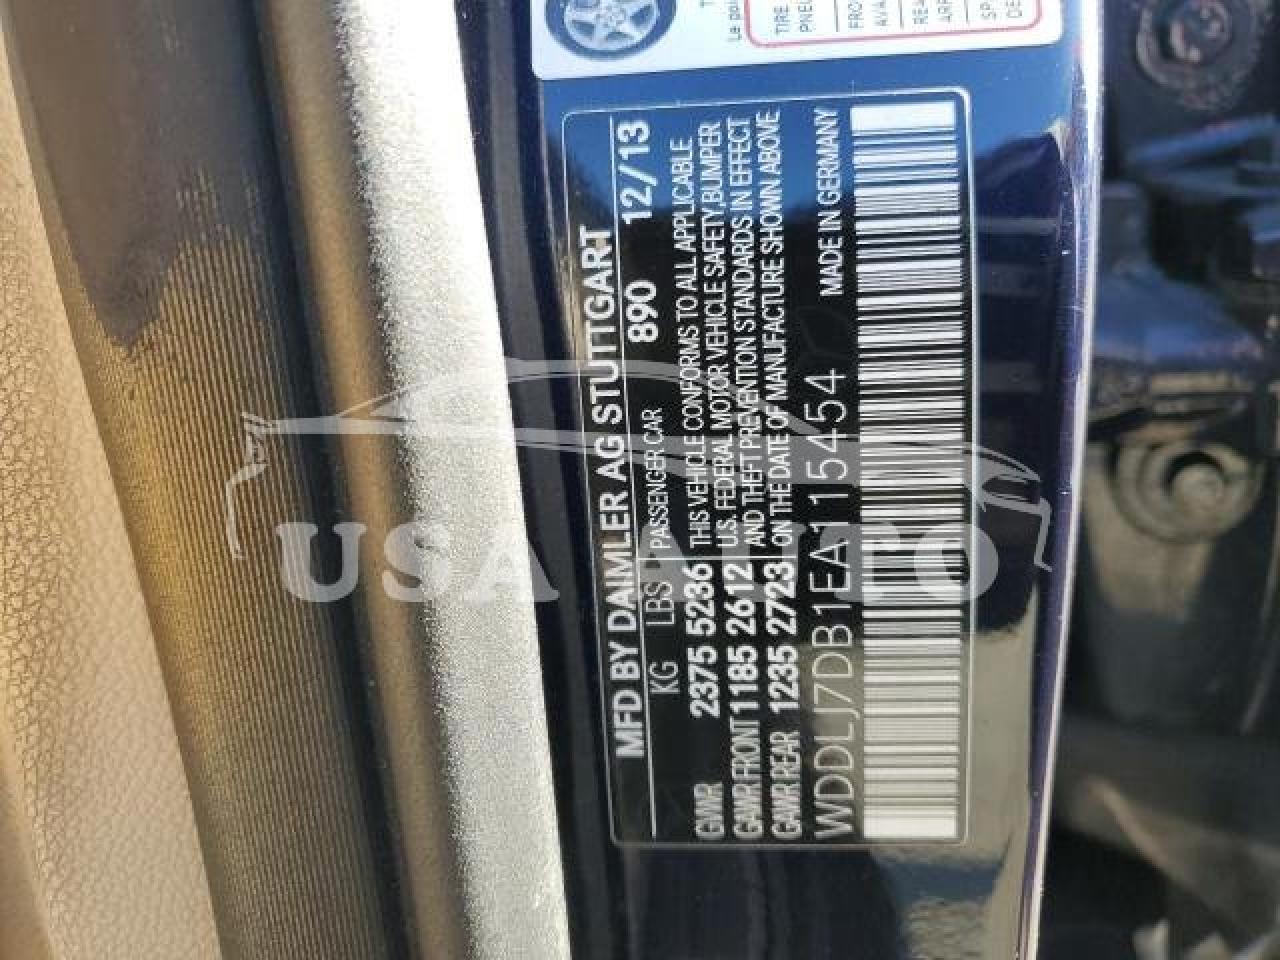 MFD BY DAIMLER AG STUTTGART
KG LBS PASSENGER CAR 890 12/13
GVWR 2375 5236 THIS VEHICLE CONFORMS TO ALL APPLICABLE
GAWR FRONT 1185 2612 U.S. FEDERAL MOTOR VEHICLE SAFETY, BUMPER
AND THEFT PREVENTION STANDARDS IN EFFECT
GAWR REAR 1235 2723 ON THE DATE OF MANUFACTURE SHOWN ABOVE
WDDLJ7DB1EA115454 MADE IN GERMANY
TIRE
USA AUTO